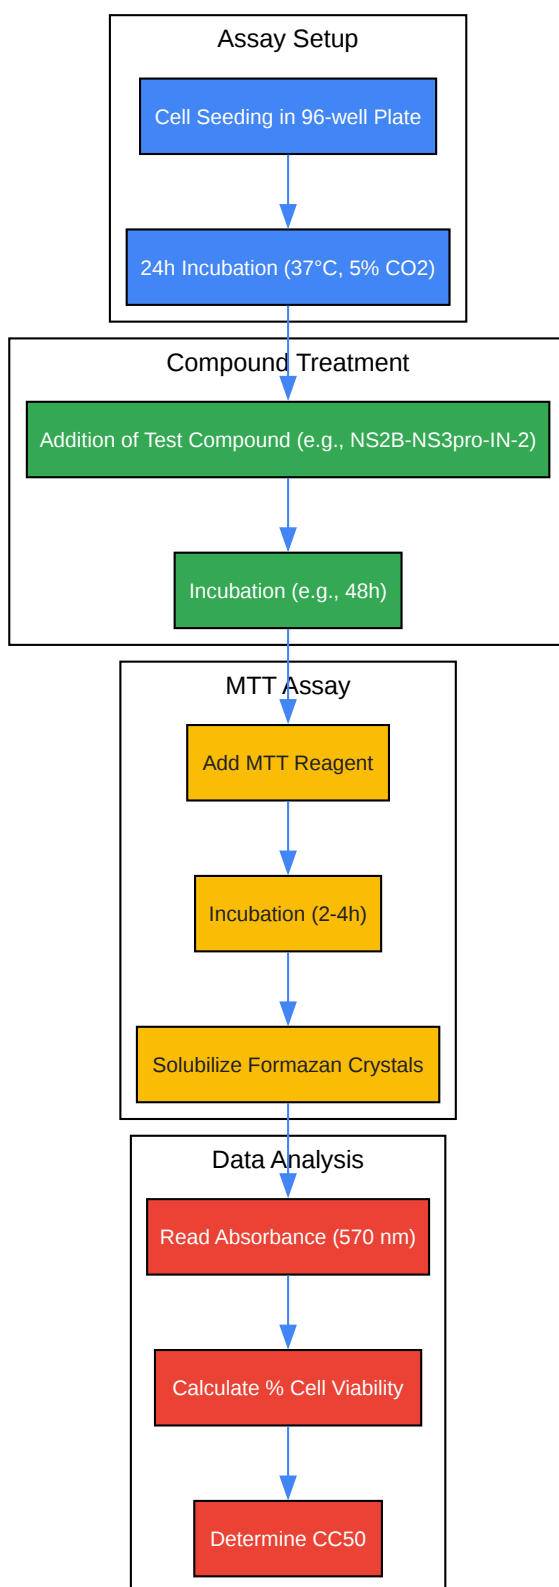 Assay Setup
Cell Seeding in 96-well Plate
24h Incubation (37°C, 5% CO2)
Compound Treatment
Addition of Test Compound (e.g., NS2B-NS3pro-IN-2)
Incubation (e.g., 48h)
MTT Assay
Add MTT Reagent
Incubation (2-4h)
Solubilize Formazan Crystals
Data Analysis
Read Absorbance (570 nm)
Calculate % Cell Viability
Determine CC50